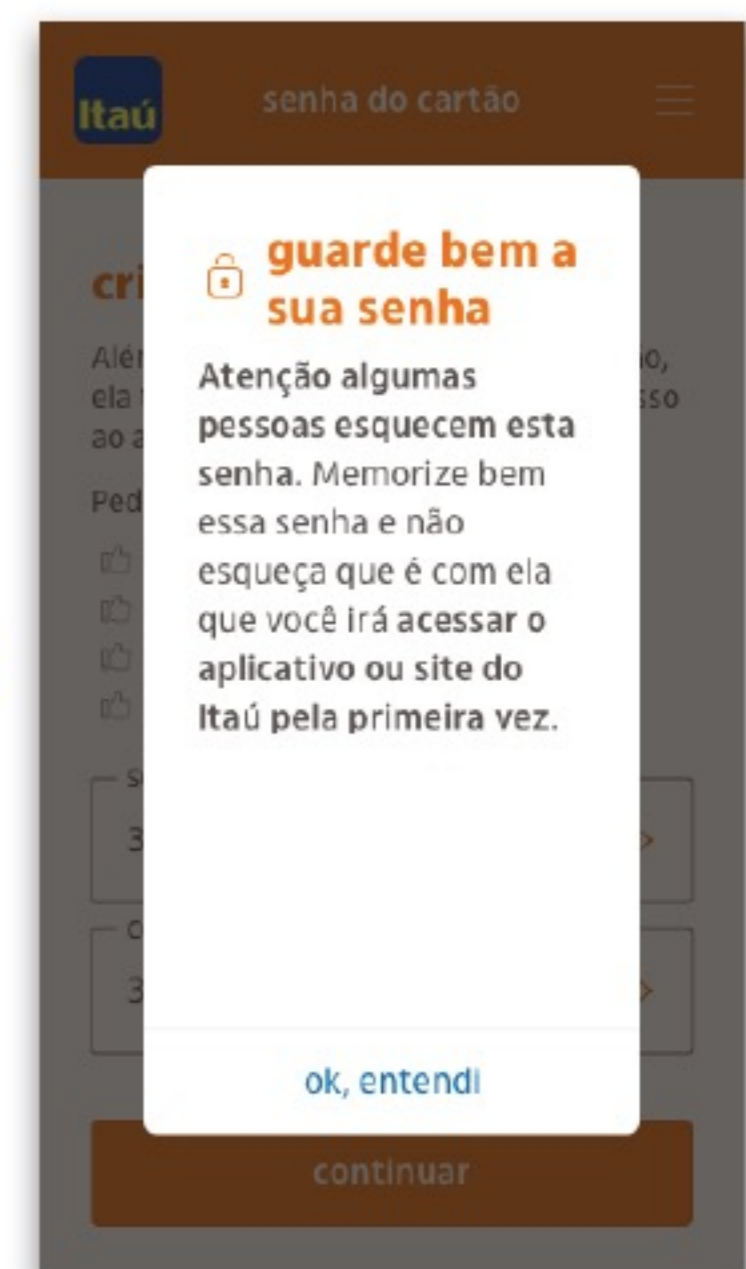 Itaú
senha do cartão
guarde bem a
sua senha
Atenção algumas
pessoas esquecem esta
senha. Memorize bem
essa senha e não
esqueça que é com ela
que você irá acessar o
aplicativo ou site do
Itaú pela primeira vez.
ok, entendi
continuar